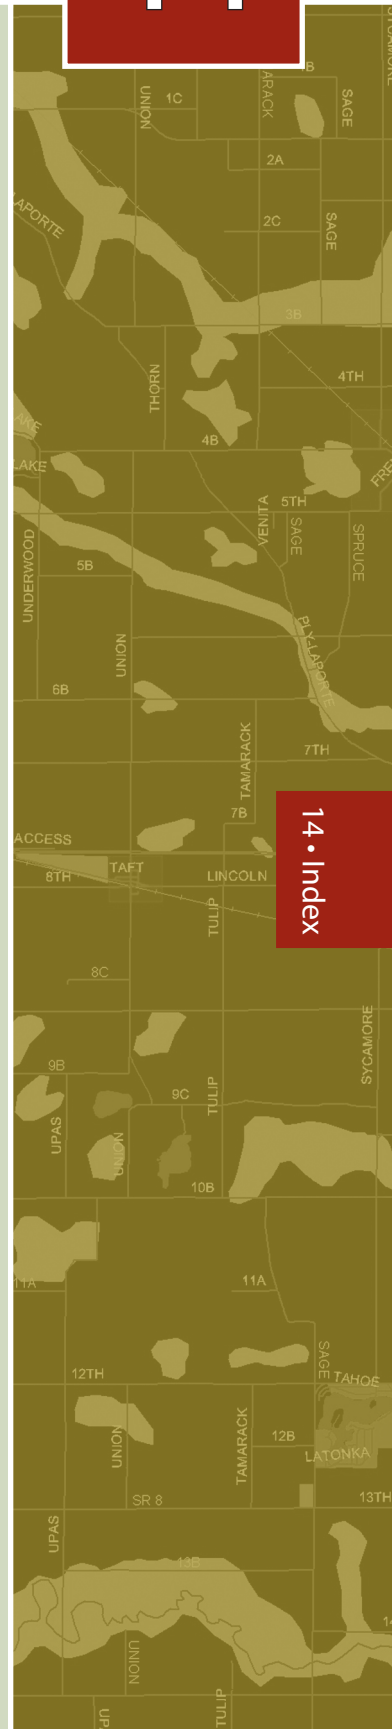 1C
UNION
SAGE
2A
2C
SAGE
LAPORTE
3B
4TH
THORN
4B
LAKE
5TH
VENITA
SAGE
SPRUCE
UNDERWOOD
5B
UNION
PLY-LAPORTE
6B
7TH
TAMARACK
7B
14 • Index
ACCESS
TAFT
8TH
LINCOLN
TULIP
8C
SYCAMORE
9B
9C
TULIP
UPAS
UNION
10B
11A
11A
SAGE
12TH
TAHOE
UNION
TAMARACK
12B
LATONKA
SR 8
13TH
UPAS
13B
UNION
TULIP